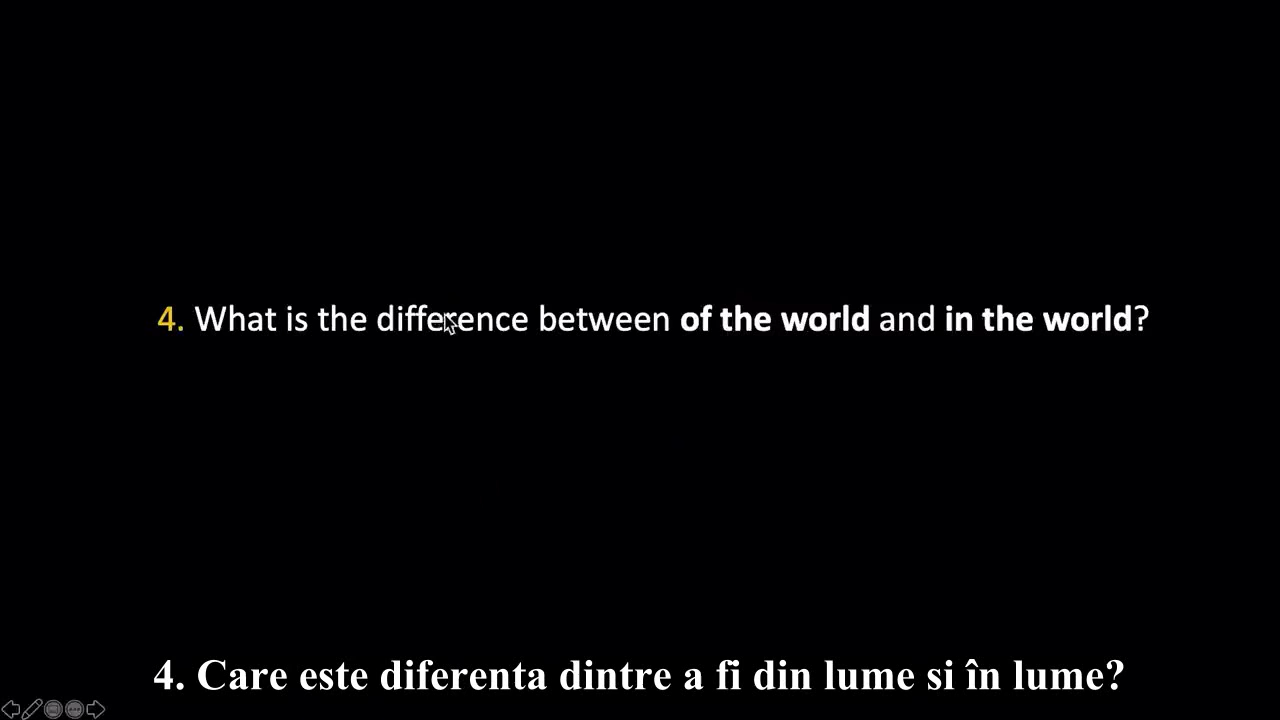 4. What is the difference between of the world and in the world?
4. Care este diferenta dintre a fi din lume si în lume?